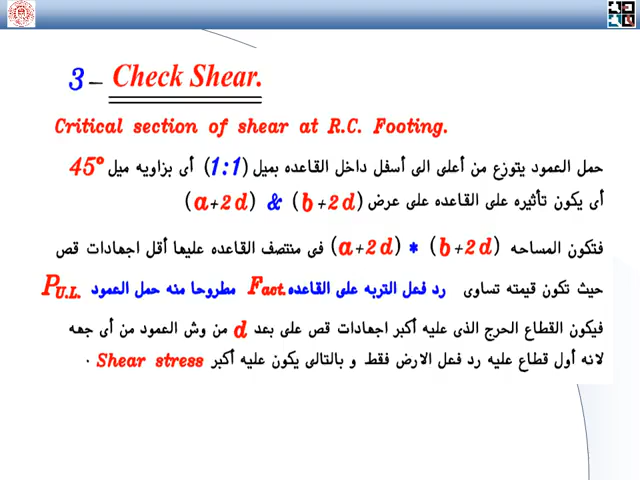 3 – Check Shear.
Critical section of shear at R.C. Footing.
حمل العمود يتوزع من أعلى الى أسفل داخل القاعده بميل (1:1) أى بزاويه ميل 45°
أى يكون تأثيره على القاعده على عرض (b+2d) & (a+2d)
فتكون المساحه (b+2d) * (a+2d) فى منتصف القاعده عليها أقل اجهادات قص
حيث تكون قيمته تساوى رد فعل التربه على القاعده Fact. مطروحا منه حمل العمود PU.L.
فيكون القطاع الحرج الذى عليه أكبر اجهادات قص على بعد d من وش العمود من أى جهه
لانه أول قطاع عليه رد فعل الارض فقط و بالتالى يكون عليه أكبر Shear stress .